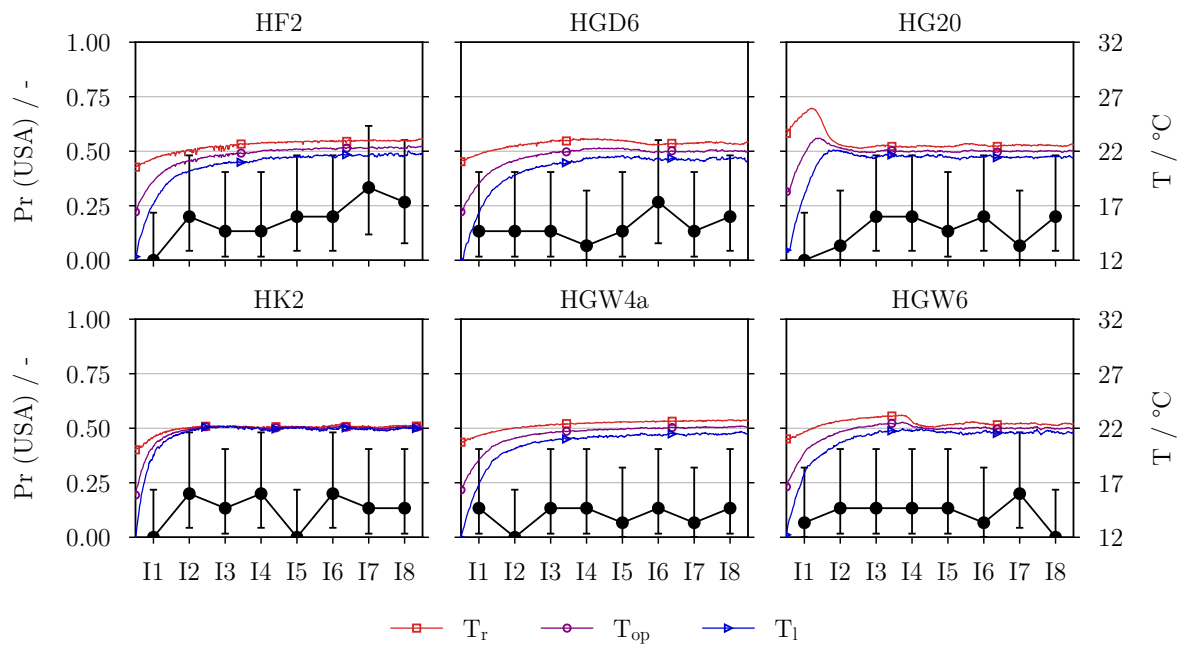 HF2 HGD6 HG20
Pr (USA) / -
1.00
0.75
0.50
0.25
0.00
32
27
22
17
12
T / °C
HK2 HGW4a HGW6
Pr (USA) / -
1.00
0.75
0.50
0.25
0.00
32
27
22
17
12
T / °C
I1 I2 I3 I4 I5 I6 I7 I8 I1 I2 I3 I4 I5 I6 I7 I8 I1 I2 I3 I4 I5 I6 I7 I8
T_r T_op T_l